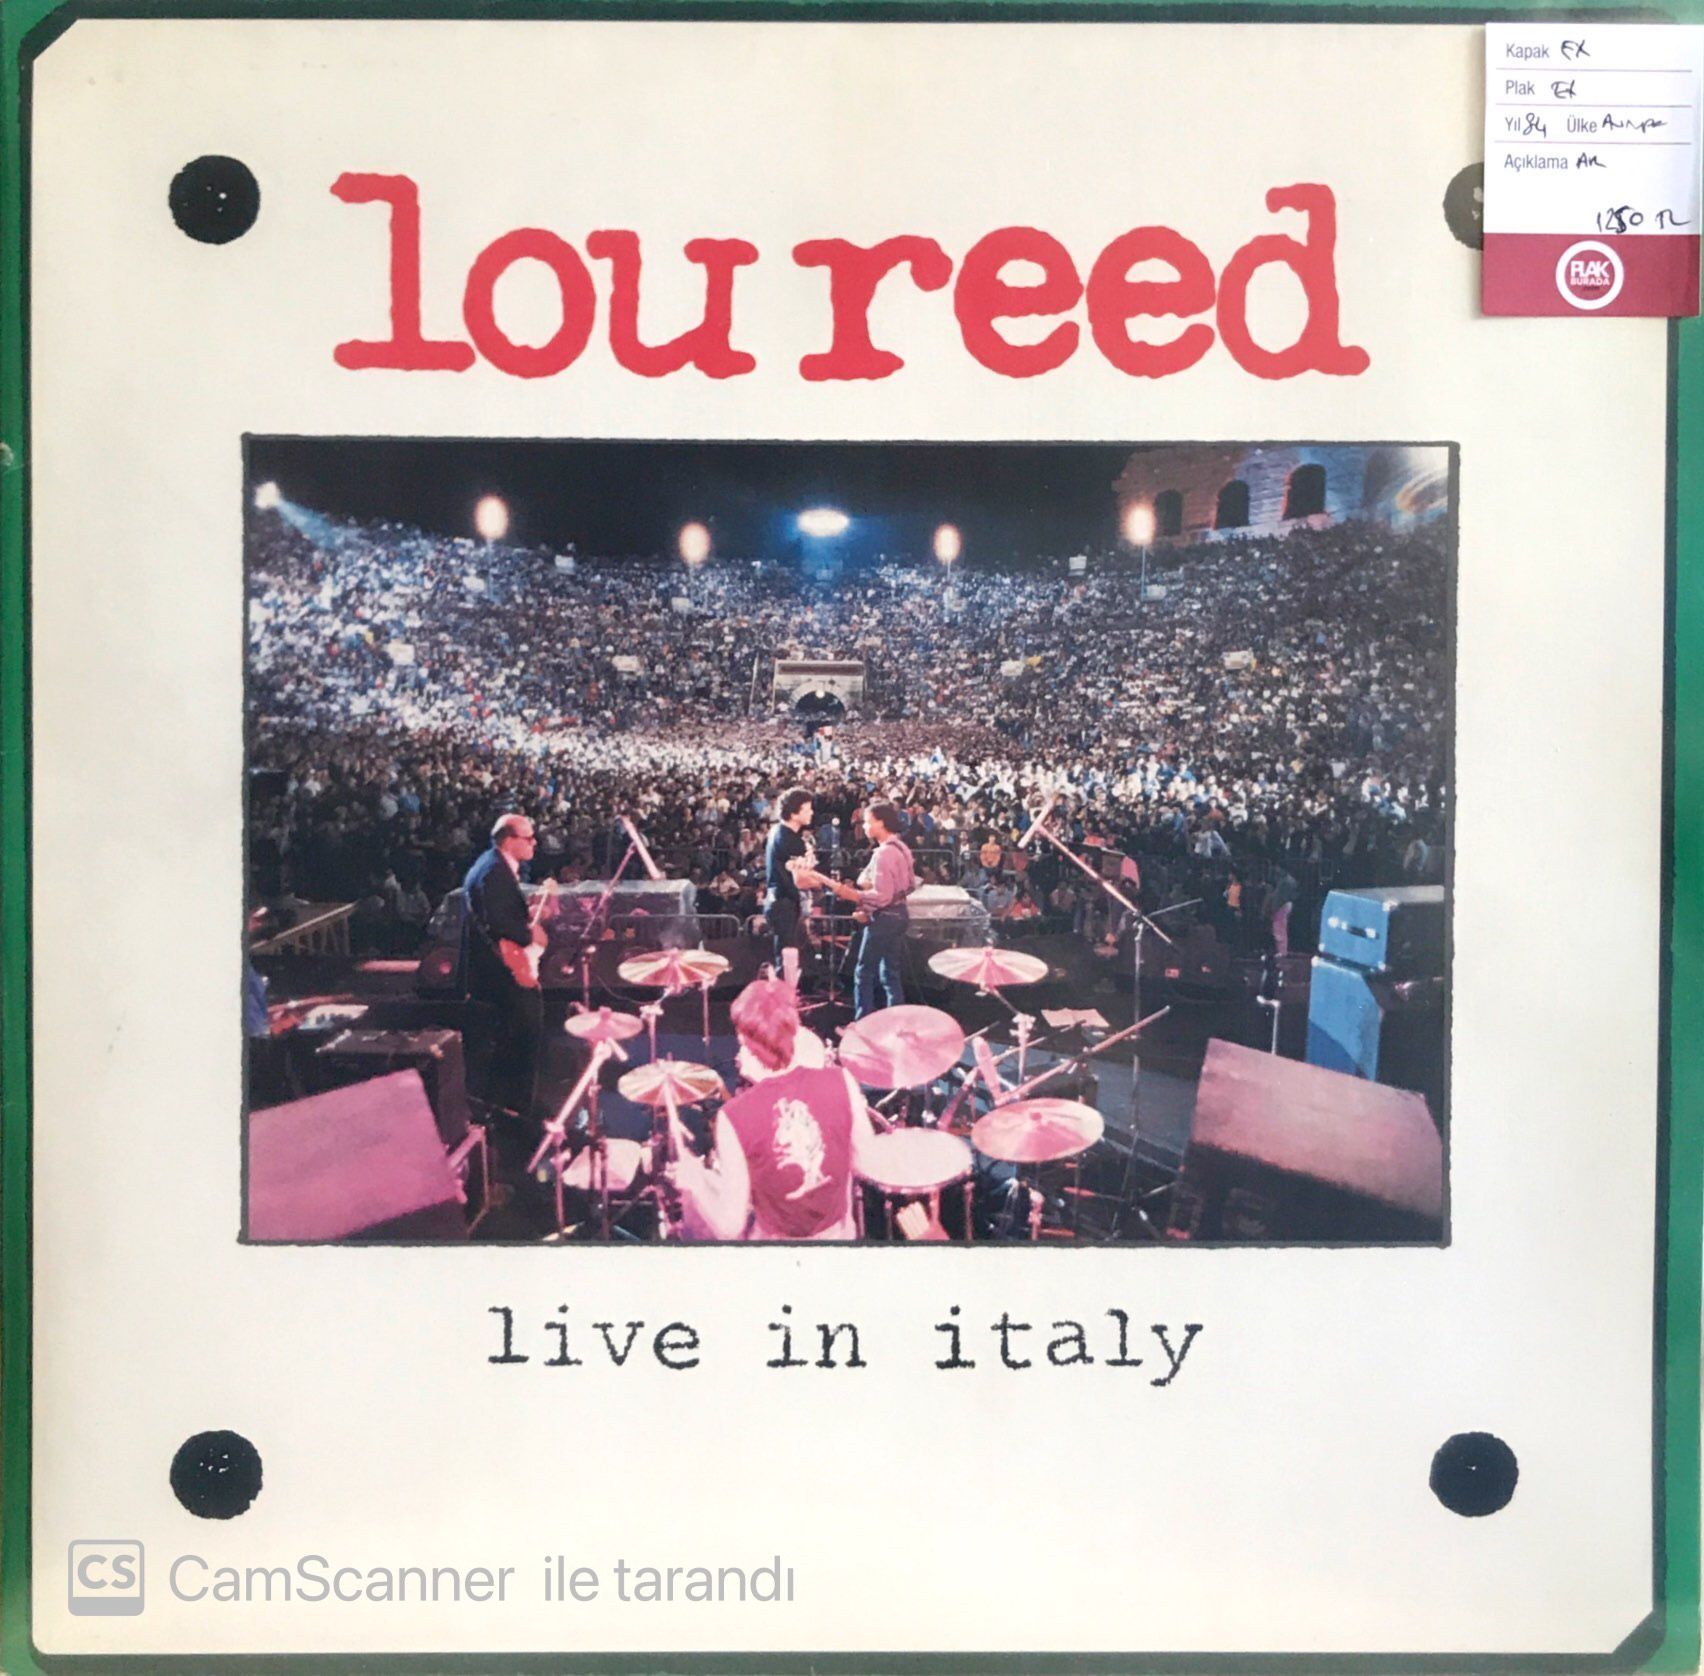 Kapak EX
Plak EX
Yıl 84 Ülke Avrupa
Açıklama
1250 TL
PLAK
BURADA
lou reed
live in italy
CS CamScanner ile tarandı